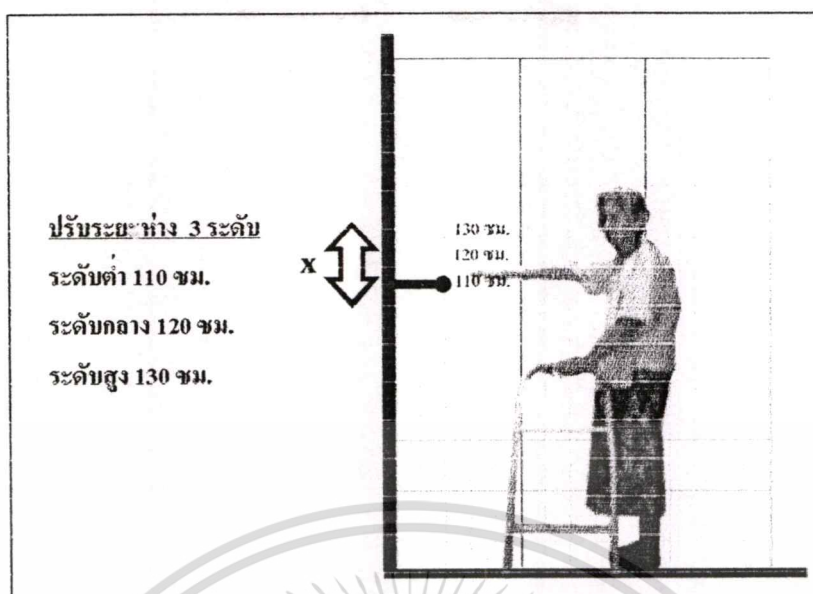 ปรับระยะห่าง 3 ระดับ
ระดับต่ำ 110 ซม.
ระดับกลาง 120 ซม.
ระดับสูง 130 ซม.
X
130 ซม.
120 ซม.
110 ซม.